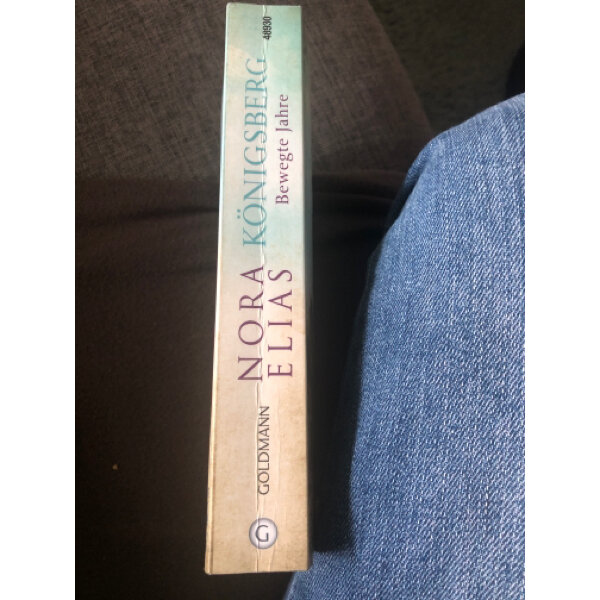 48930
KÖNIGSBERG
Bewegte Jahre
NORA
ELIAS
GOLDMANN
G